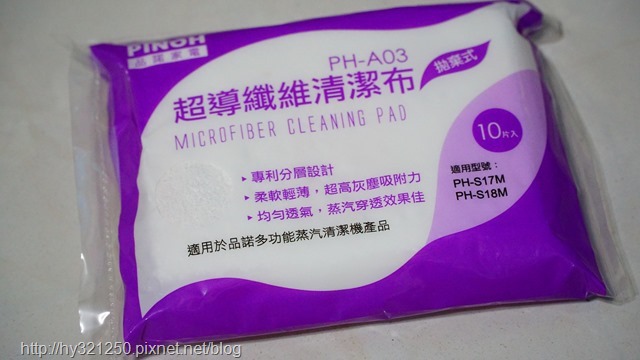 PINOH
品諾家電
PH-A03
拋棄式
超導纖維清潔布
MICROFIBER CLEANING PAD
10片入
▸專利分層設計
▸柔軟輕薄，超高灰塵吸附力
▸均勻透氣，蒸汽穿透效果佳
適用型號：
PH-S17M
PH-S18M
適用於品諾多功能蒸汽清潔機產品
http://hy321250.pixnet.net/blog